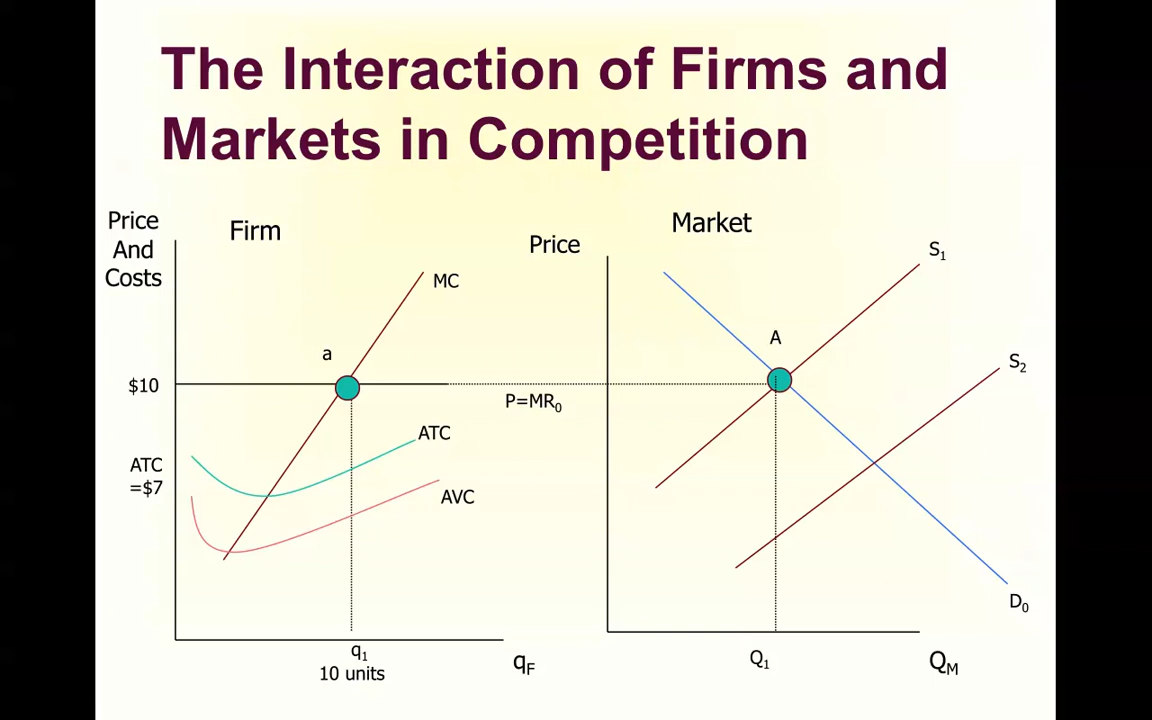 The Interaction of Firms and
Markets in Competition
Price
And
Costs
Firm
MC
a
$10
P=MR0
ATC
ATC
=$7
AVC
q1
10 units
qF
Market
Price
S1
A
S2
D0
Q1
QM